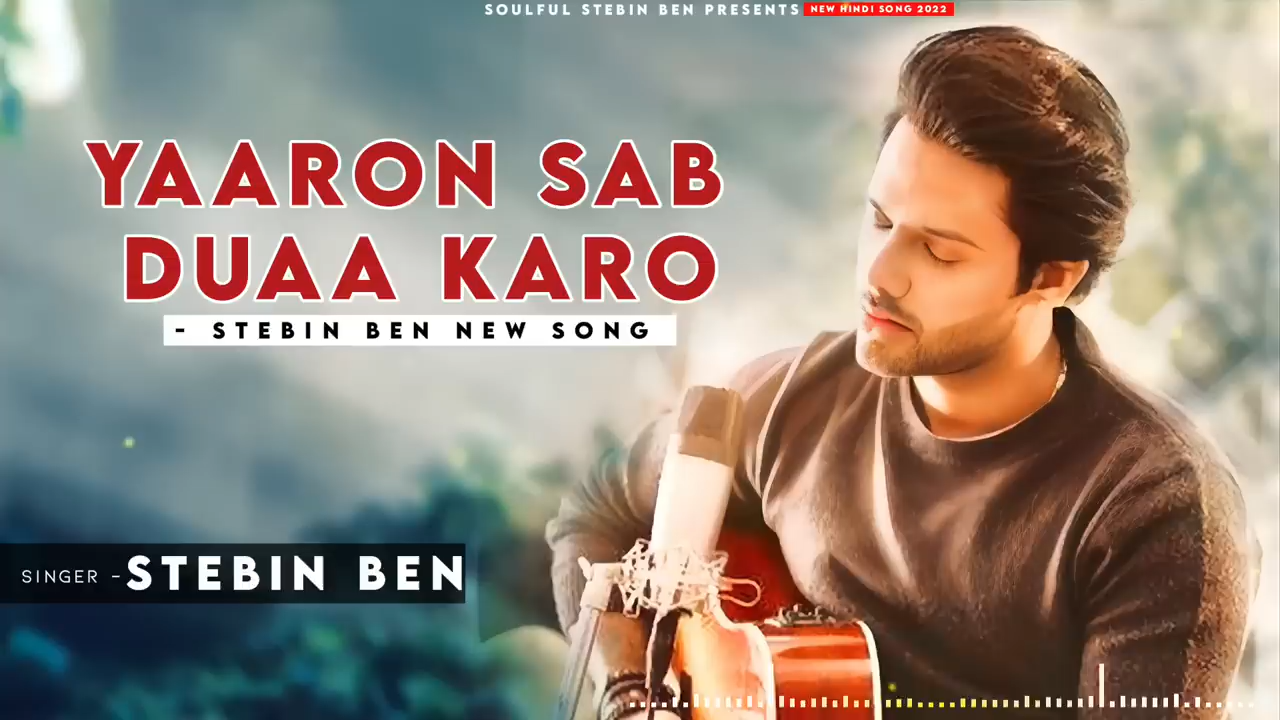 SOULFUL STEBIN BEN PRESENTS NEW HINDI SONG 2022
YAARON SAB
DUAA KARO
- STEBIN BEN NEW SONG
SINGER - STEBIN BEN